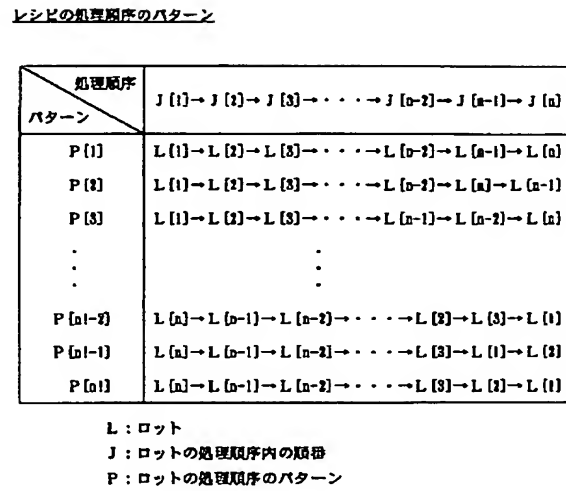 レシピの処理順序のパターン
処理順序
パターン
J [1]→ J [2]→ J [3]→・・・・→ J [n-2]→ J [n-1]→ J [n]
P [1] L [1]→ L [2]→ L [3]→・・・・→ L [n-2]→ L [n-1]→ L [n]
P [2] L [1]→ L [2]→ L [3]→・・・・→ L [n-2]→ L [n]→ L [n-1]
P [3] L [1]→ L [2]→ L [3]→・・・・→ L [n-1]→ L [n-2]→ L [n]
P [n!-2] L [n]→ L [n-1]→ L [n-2]→・・・・→ L [2]→ L [3]→ L [1]
P [n!-1] L [n]→ L [n-1]→ L [n-2]→・・・・→ L [3]→ L [1]→ L [2]
P [n!] L [n]→ L [n-1]→ L [n-2]→・・・・→ L [3]→ L [2]→ L [1]
L：ロット
J：ロットの処理順序内の順番
P：ロットの処理順序のパターン